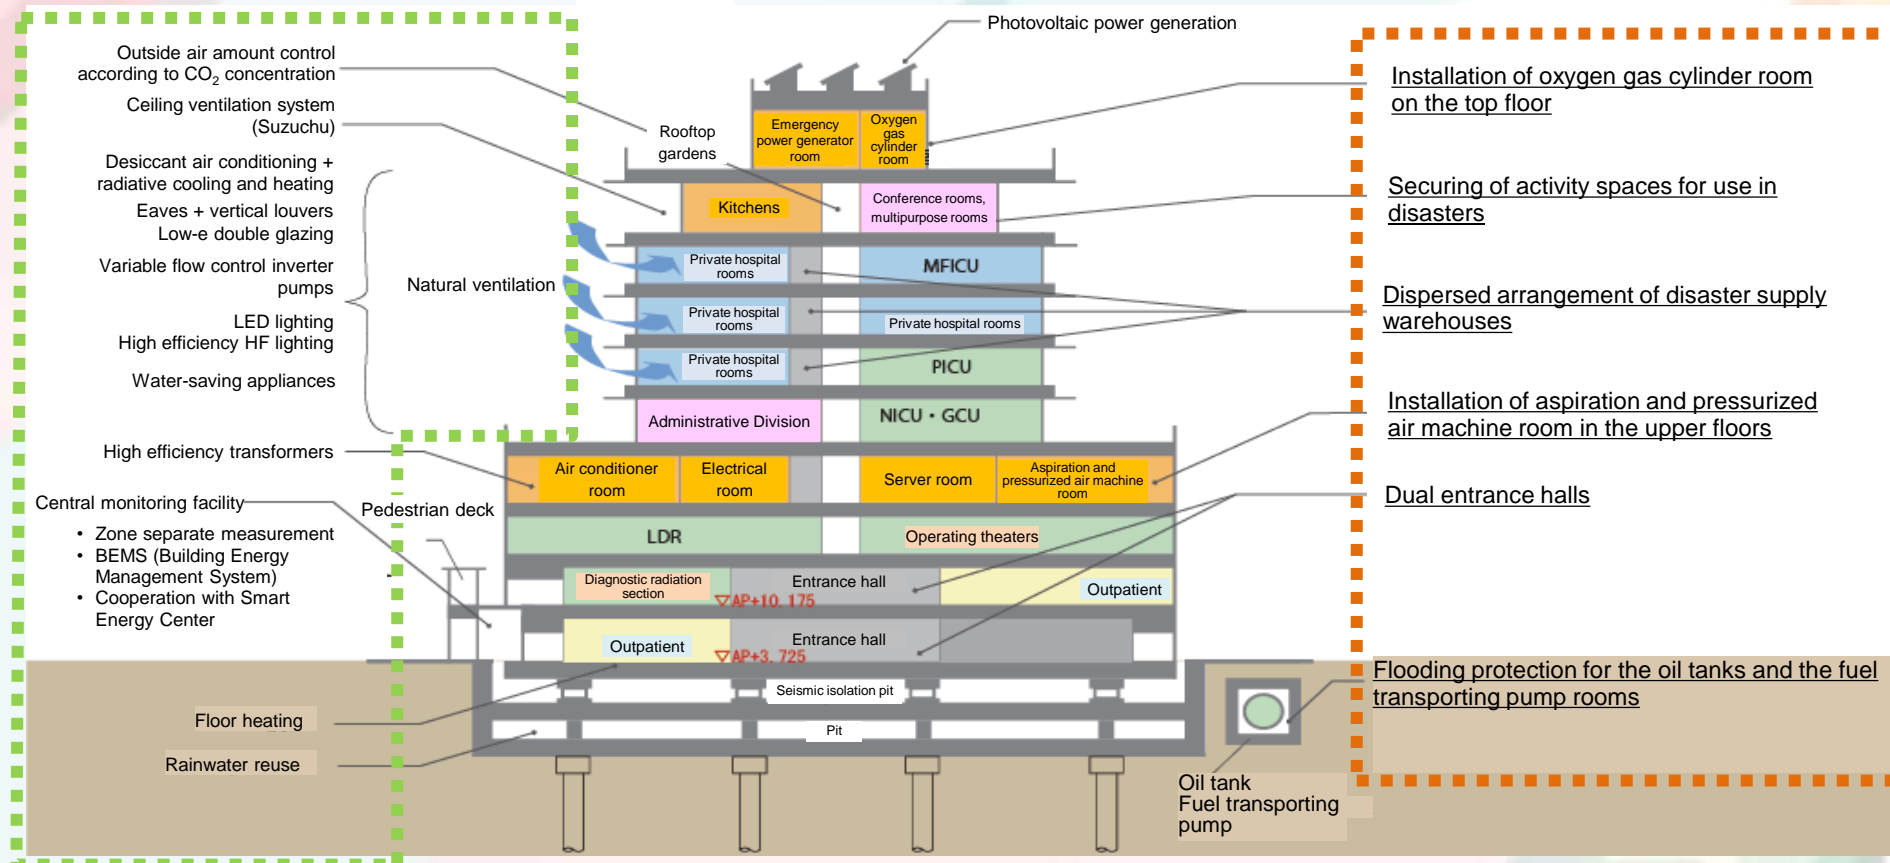 Photovoltaic power generation
Outside air amount control
according to CO₂ concentration
Ceiling ventilation system
(Suzuchu)
Desiccant air conditioning +
radiative cooling and heating
Eaves + vertical louvers
Low-e double glazing
Variable flow control inverter
pumps
LED lighting
High efficiency HF lighting
Water-saving appliances
Natural ventilation
High efficiency transformers
Central monitoring facility
• Zone separate measurement
• BEMS (Building Energy
Management System)
• Cooperation with Smart
Energy Center
Pedestrian deck
Floor heating
Rainwater reuse
Rooftop
gardens
Emergency
power generator
room
Oxygen
gas
cylinder
room
Kitchens
Conference rooms,
multipurpose rooms
Private hospital
rooms
MFICU
Private hospital
rooms
Private hospital rooms
Private hospital
rooms
PICU
Administrative Division
NICU・GCU
Air conditioner
room
Electrical
room
Server room
Aspiration and
pressurized air machine
room
LDR
Operating theaters
Diagnostic radiation
section
Entrance hall
Outpatient
▽AP+10.175
Outpatient
Entrance hall
▽AP+3.725
Seismic isolation pit
Pit
Installation of oxygen gas cylinder room
on the top floor
Securing of activity spaces for use in
disasters
Dispersed arrangement of disaster supply
warehouses
Installation of aspiration and pressurized
air machine room in the upper floors
Dual entrance halls
Flooding protection for the oil tanks and the fuel
transporting pump rooms
Oil tank
Fuel transporting
pump